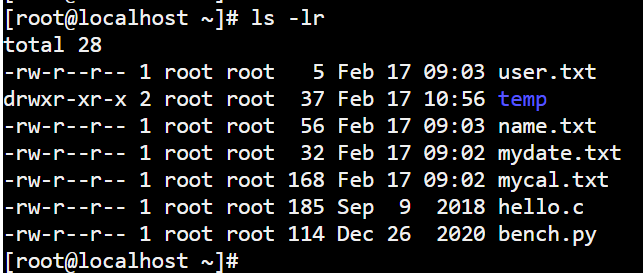 [root@localhost ~]# ls -lr
total 28
-rw-r--r-- 1 root root   5 Feb 17 09:03 user.txt
drwxr-xr-x 2 root root  37 Feb 17 10:56 temp
-rw-r--r-- 1 root root  56 Feb 17 09:03 name.txt
-rw-r--r-- 1 root root  32 Feb 17 09:02 mydate.txt
-rw-r--r-- 1 root root 168 Feb 17 09:02 mycal.txt
-rw-r--r-- 1 root root 185 Sep  9  2018 hello.c
-rw-r--r-- 1 root root 114 Dec 26  2020 bench.py
[root@localhost ~]#